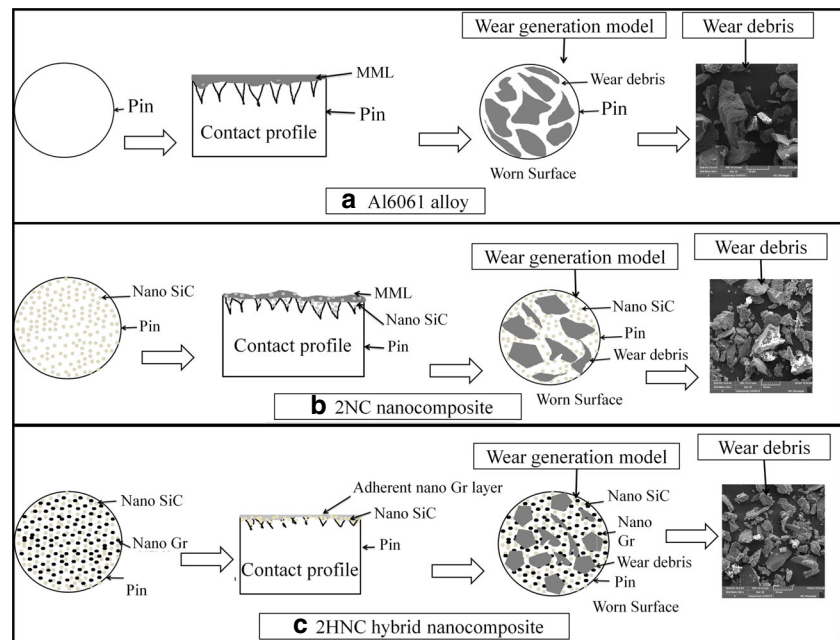 Wear generation model
Wear debris
MML
Pin
Contact profile
Pin
Wear debris
Pin
Worn Surface
a Al6061 alloy
Wear generation model
Wear debris
Nano SiC
Pin
MML
Nano SiC
Pin
Contact profile
Nano SiC
Pin
Wear debris
Worn Surface
b 2NC nanocomposite
Wear generation model
Wear debris
Nano SiC
Nano Gr
Pin
Adherent nano Gr layer
Nano SiC
Pin
Contact profile
Nano SiC
Nano
Gr
Wear debris
Pin
Worn Surface
c 2HNC hybrid nanocomposite